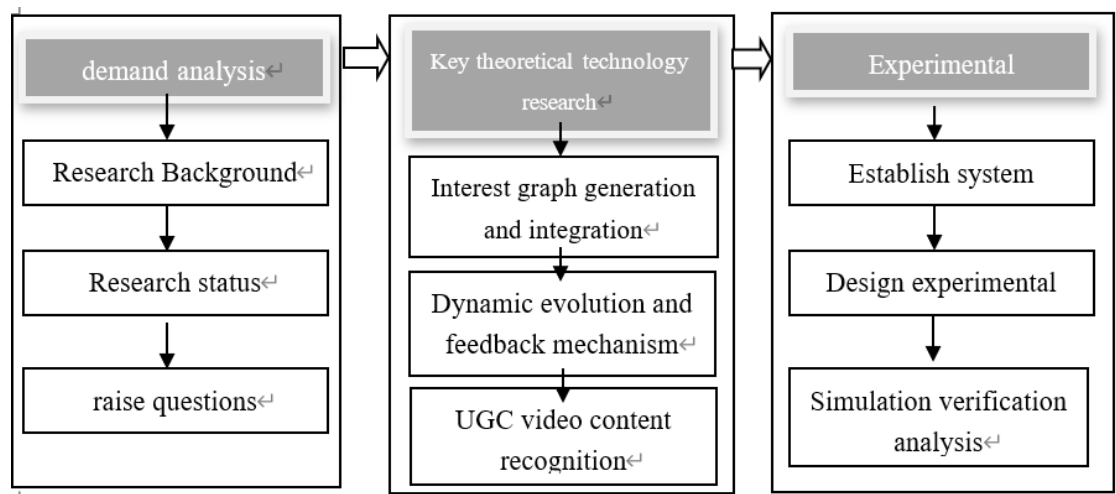 demand analysis↵
Research Background↵
Research status↵
raise questions↵
Key theoretical technology
research↵
Interest graph generation
and integration↵
Dynamic evolution and
feedback mechanism↵
UGC video content
recognition↵
Experimental
Establish system
Design experimental
Simulation verification
analysis↵